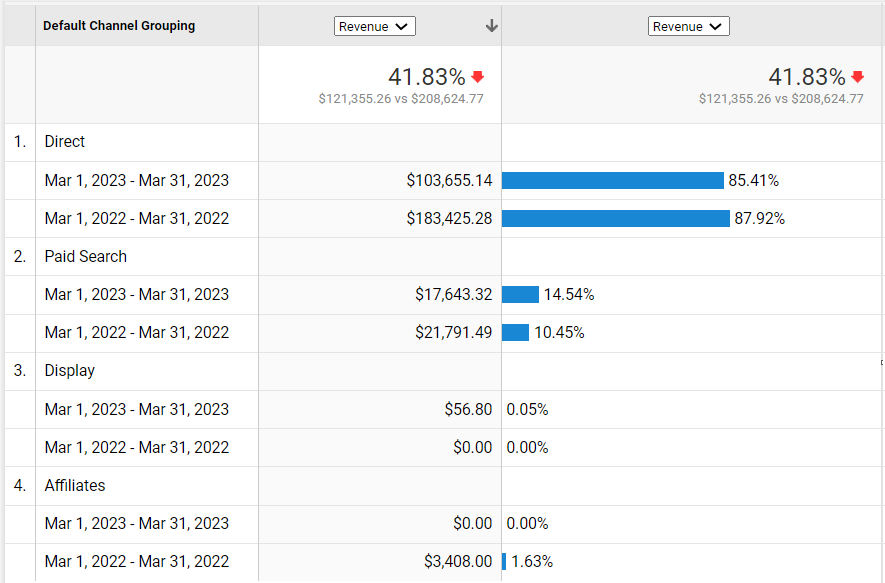 Default Channel Grouping
Revenue
Revenue
41.83%
41.83%
$121,355.26 vs $208,624.77
$121,355.26 vs $208,624.77
1. Direct
Mar 1, 2023 - Mar 31, 2023 $103,655.14 85.41%
Mar 1, 2022 - Mar 31, 2022 $183,425.28 87.92%
2. Paid Search
Mar 1, 2023 - Mar 31, 2023 $17,643.32 14.54%
Mar 1, 2022 - Mar 31, 2022 $21,791.49 10.45%
3. Display
Mar 1, 2023 - Mar 31, 2023 $56.80 0.05%
Mar 1, 2022 - Mar 31, 2022 $0.00 0.00%
4. Affiliates
Mar 1, 2023 - Mar 31, 2023 $0.00 0.00%
Mar 1, 2022 - Mar 31, 2022 $3,408.00 1.63%